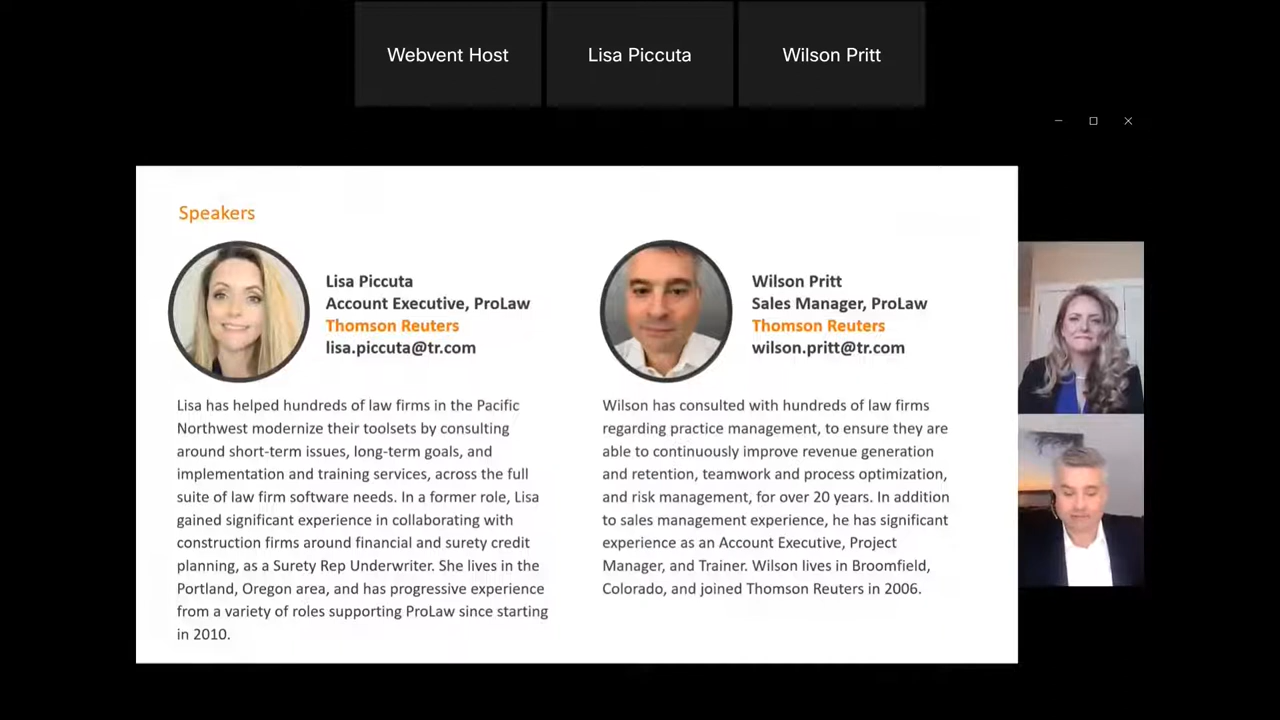 Webvent Host
Lisa Piccuta
Wilson Pritt
Speakers
Lisa Piccuta
Account Executive, ProLaw
Thomson Reuters
lisa.piccuta@tr.com
Lisa has helped hundreds of law firms in the Pacific
Northwest modernize their toolsets by consulting
around short-term issues, long-term goals, and
implementation and training services, across the full
suite of law firm software needs. In a former role, Lisa
gained significant experience in collaborating with
construction firms around financial and surety credit
planning, as a Surety Rep Underwriter. She lives in the
Portland, Oregon area, and has progressive experience
from a variety of roles supporting ProLaw since starting
in 2010.
Wilson Pritt
Sales Manager, ProLaw
Thomson Reuters
wilson.pritt@tr.com
Wilson has consulted with hundreds of law firms
regarding practice management, to ensure they are
able to continuously improve revenue generation
and retention, teamwork and process optimization,
and risk management, for over 20 years. In addition
to sales management experience, he has significant
experience as an Account Executive, Project
Manager, and Trainer. Wilson lives in Broomfield,
Colorado, and joined Thomson Reuters in 2006.